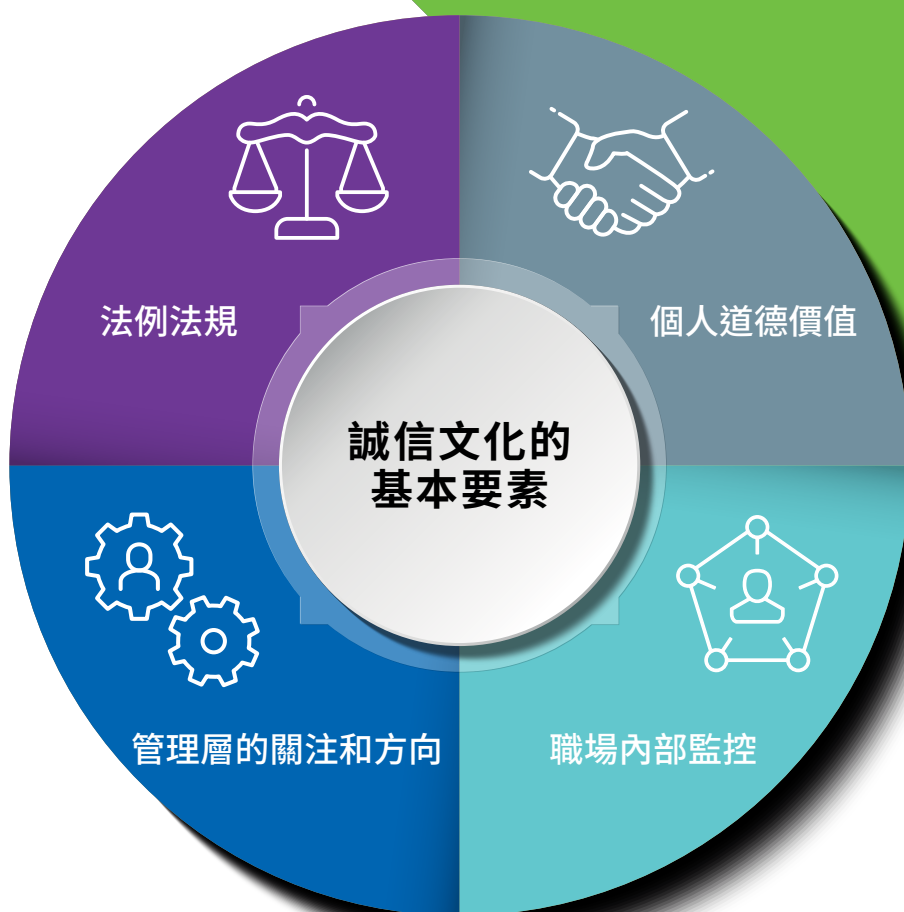 法例法規
個人道德價值
誠信文化的
基本要素
管理層的關注和方向
職場內部監控